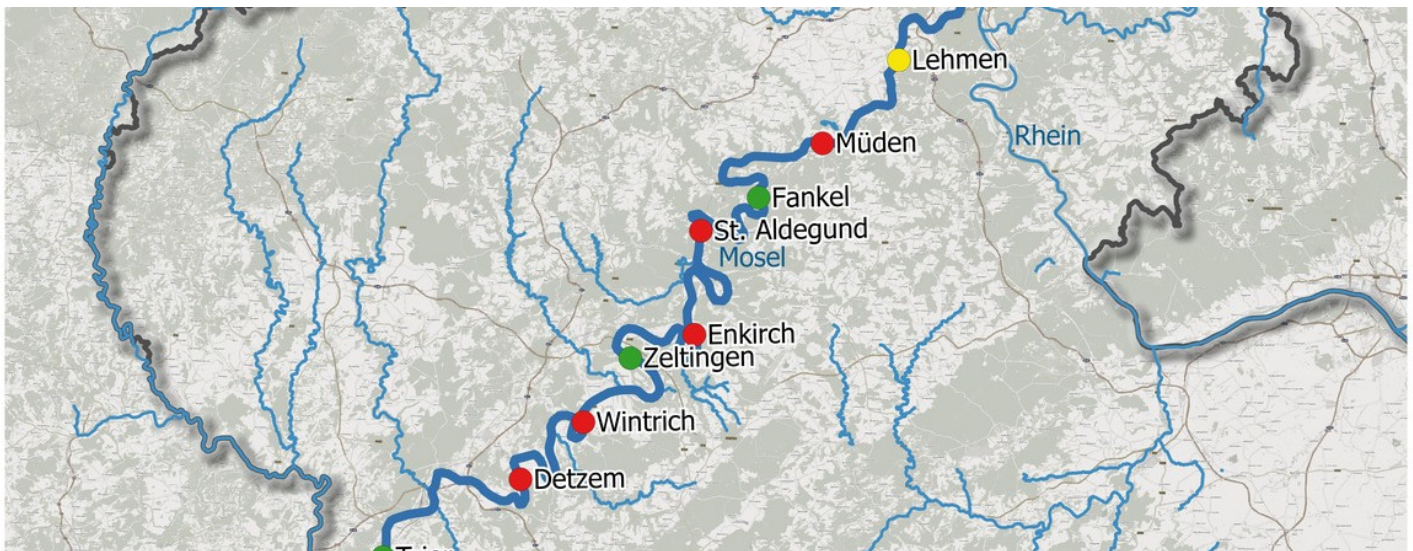 Lehmen
Rhein
Müden
Fankel
St. Aldegund
Mosel
Enkirch
Zeltingen
Wintrich
Detzem